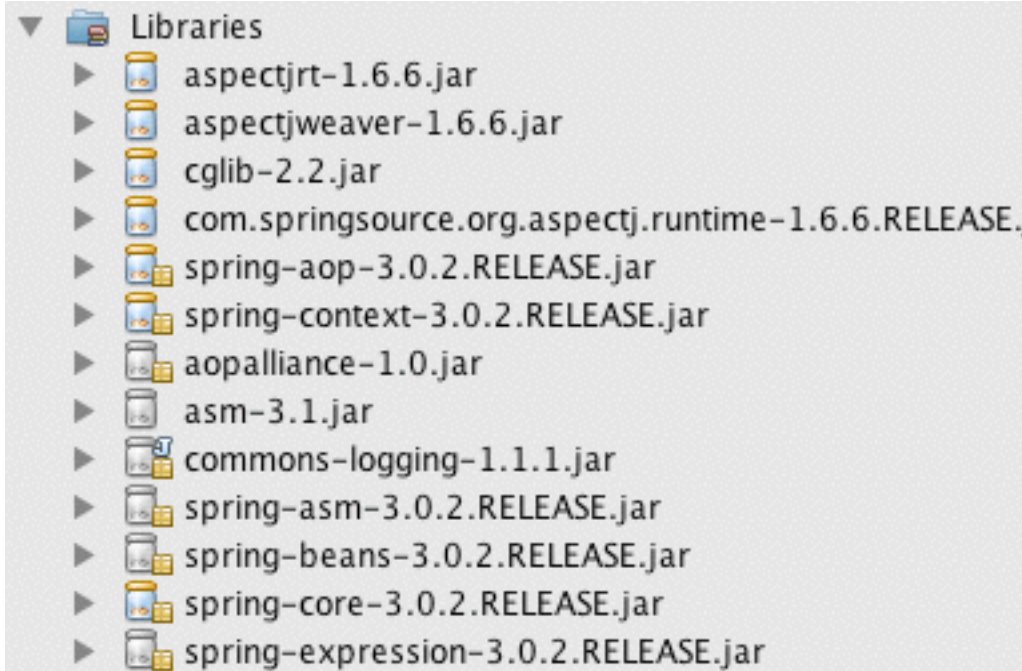 Libraries
aspectjrt-1.6.6.jar
aspectjweaver-1.6.6.jar
cglib-2.2.jar
com.springsource.org.aspectj.runtime-1.6.6.RELEASE.
spring-aop-3.0.2.RELEASE.jar
spring-context-3.0.2.RELEASE.jar
aopalliance-1.0.jar
asm-3.1.jar
commons-logging-1.1.1.jar
spring-asm-3.0.2.RELEASE.jar
spring-beans-3.0.2.RELEASE.jar
spring-core-3.0.2.RELEASE.jar
spring-expression-3.0.2.RELEASE.jar